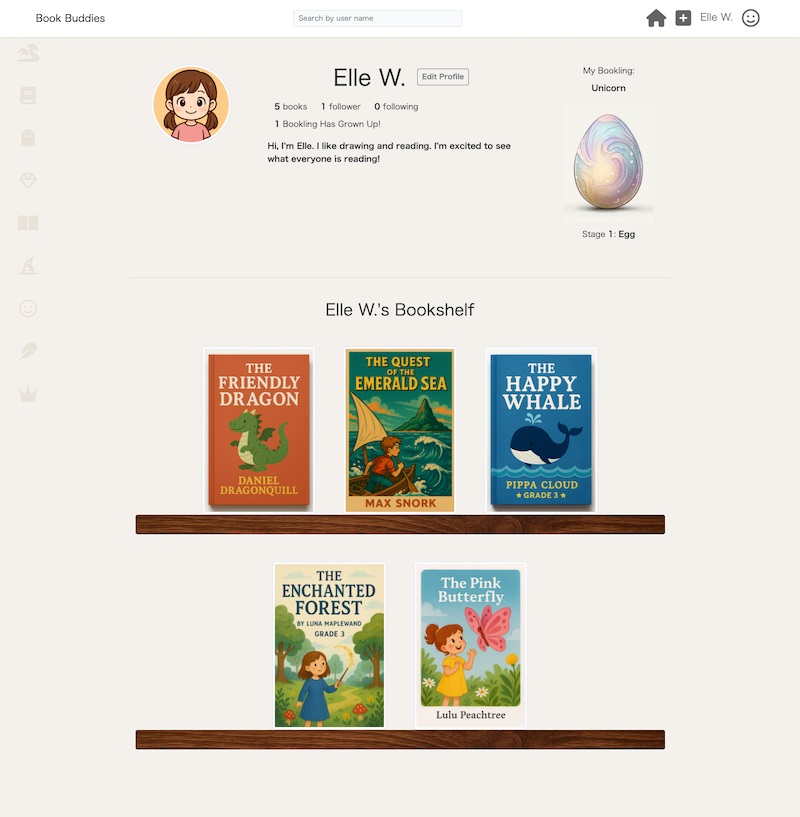 Book Buddies
Search by user name
Elle W.
Elle W.
Edit Profile
5 books 1 follower 0 following
1 Bookling Has Grown Up!
Hi, I'm Elle. I like drawing and reading. I'm excited to see
what everyone is reading!
My Bookling:
Unicorn
Stage 1: Egg
Elle W.'s Bookshelf
THE
FRIENDLY
DRAGON
DANIEL
DRAGONQUILL
THE QUEST
OF THE
EMERALD SEA
MAX SNORK
THE
HAPPY
WHALE
PIPPA CLOUD
★ GRADE 3 ★
THE
ENCHANTED
FOREST
BY LUNA MAPLEWAND
GRADE 3
The Pink
Butterfly
Lulu Peachtree